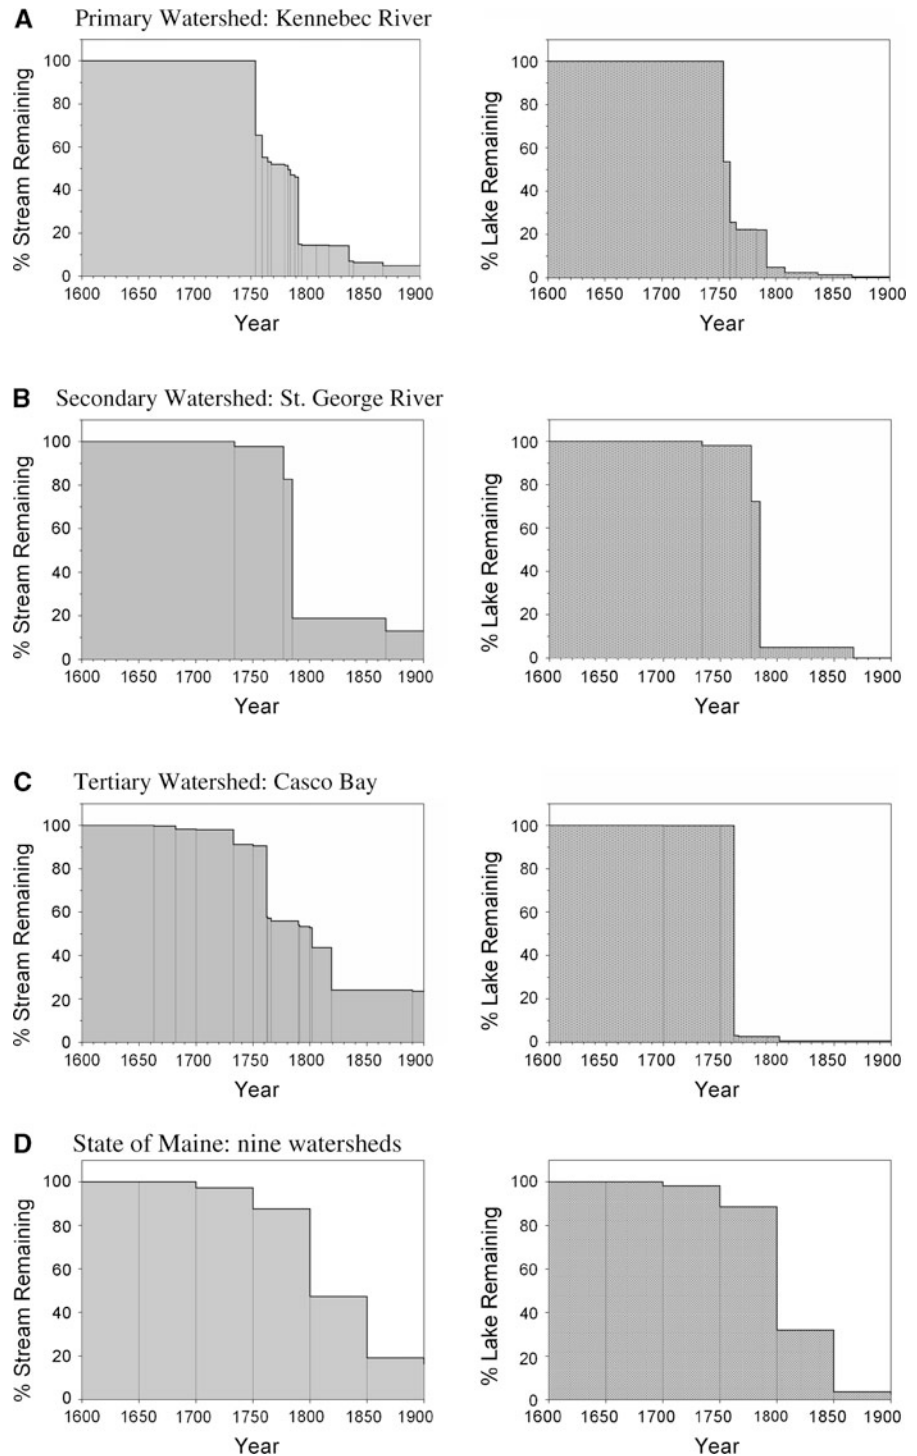 A Primary Watershed: Kennebec River
% Stream Remaining
100
80
60
40
20
0
1600 1650 1700 1750 1800 1850 1900
Year
% Lake Remaining
100
80
60
40
20
0
1600 1650 1700 1750 1800 1850 1900
Year
B Secondary Watershed: St. George River
% Stream Remaining
100
80
60
40
20
0
1600 1650 1700 1750 1800 1850 1900
Year
% Lake Remaining
100
80
60
40
20
0
1600 1650 1700 1750 1800 1850 1900
Year
C Tertiary Watershed: Casco Bay
% Stream Remaining
100
80
60
40
20
0
1600 1650 1700 1750 1800 1850 1900
Year
% Lake Remaining
100
80
60
40
20
0
1600 1650 1700 1750 1800 1850 1900
Year
D State of Maine: nine watersheds
% Stream Remaining
100
80
60
40
20
0
1600 1650 1700 1750 1800 1850 1900
Year
% Lake Remaining
100
80
60
40
20
0
1600 1650 1700 1750 1800 1850 1900
Year